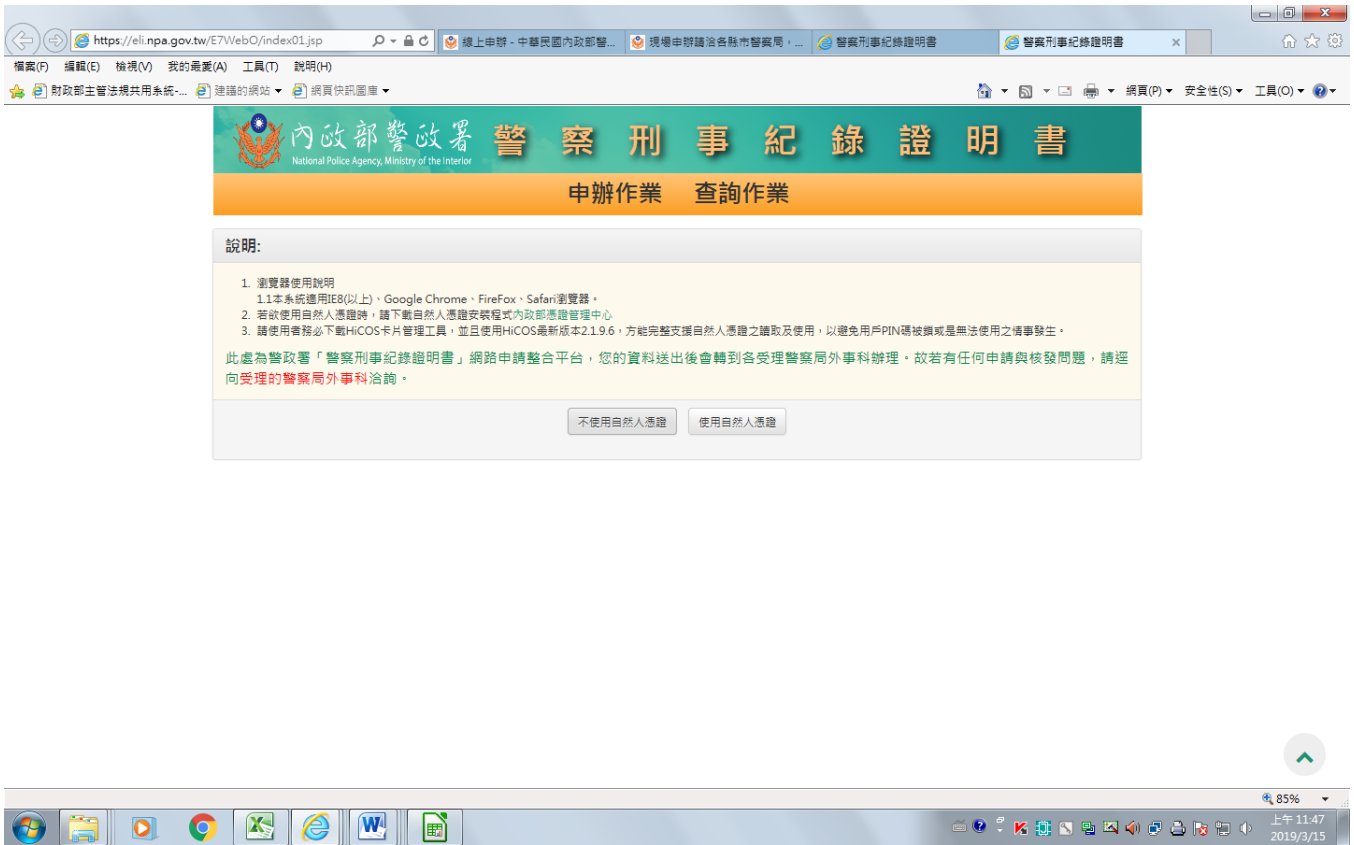 https://eli.npa.gov.tw/E7WebO/index01.jsp
線上申辦 - 中華民國內政部警...
現場申辦請洽各縣市警察局，...
警察刑事紀錄證明書
警察刑事紀錄證明書
檔案(F) 編輯(E) 檢視(V) 我的最愛(A) 工具(T) 說明(H)
財政部主管法規共用系統-... 建議的網站 網頁快訊圖庫
網頁(P) 安全性(S) 工具(O)
內政部警政署
National Police Agency, Ministry of the Interior
警察刑事紀錄證明書
申辦作業 查詢作業
說明:
1. 瀏覽器使用說明
1.1本系統適用IE8(以上)、Google Chrome、FireFox、Safari瀏覽器。
2. 若欲使用自然人憑證時，請下載自然人憑證安裝程式內政部憑證管理中心
3. 請使用者務必下載HiCOS卡片管理工具，並且使用HiCOS最新版本2.1.9.6，方能完整支援自然人憑證之讀取及使用，以避免用戶PIN碼被鎖或是無法使用之情事發生。
此處為警政署「警察刑事紀錄證明書」網路申請整合平台，您的資料送出後會轉到各受理警察局外事科辦理。故若有任何申請與核發問題，請逕
向受理的警察局外事科洽詢。
不使用自然人憑證 使用自然人憑證
85%
上午 11:47
2019/3/15